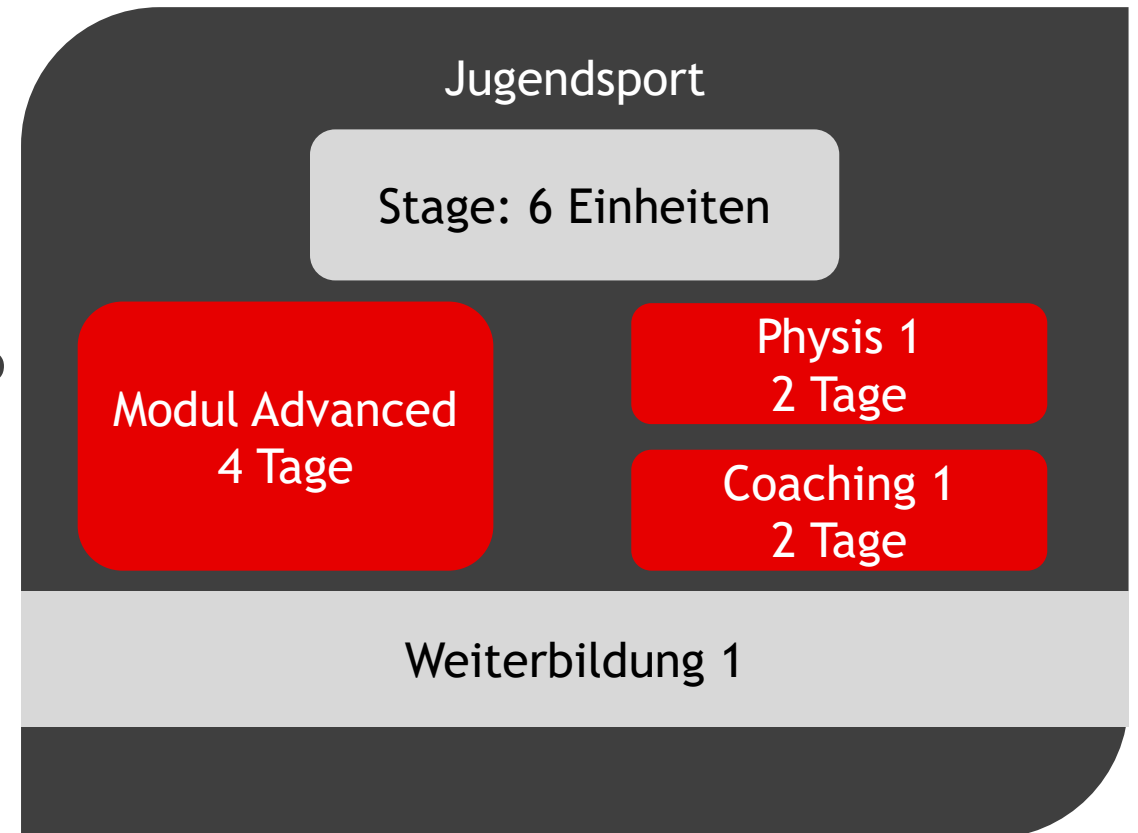 Jugendsport
Stage: 6 Einheiten
Modul Advanced
4 Tage
Physis 1
2 Tage
Coaching 1
2 Tage
Weiterbildung 1